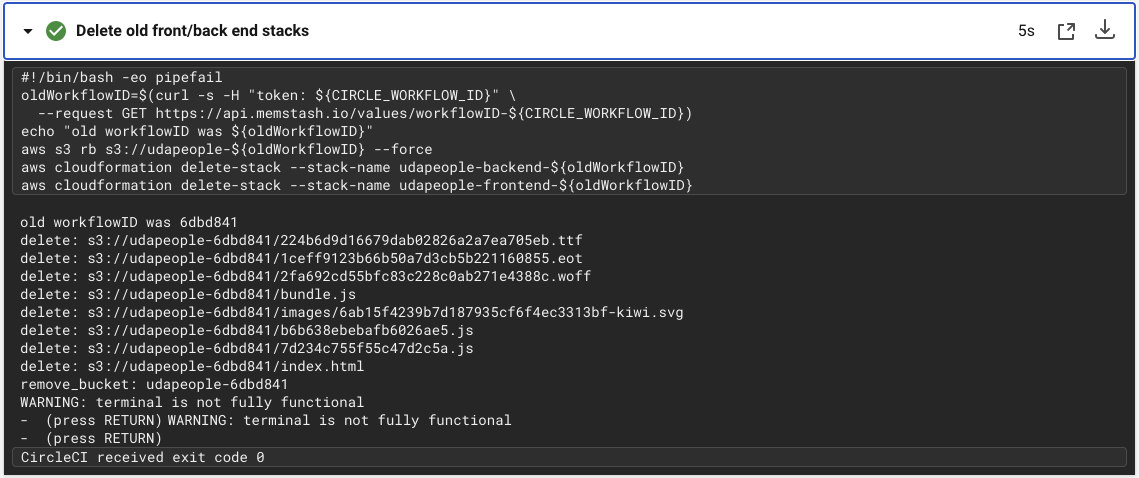 Delete old front/back end stacks 5s
#!/bin/bash -eo pipefail
oldWorkflowID=$(curl -s -H "token: ${CIRCLE_WORKFLOW_ID}" \
  --request GET https://api.memstash.io/values/workflowID-${CIRCLE_WORKFLOW_ID})
echo "old workflowID was ${oldWorkflowID}"
aws s3 rb s3://udapeople-${oldWorkflowID} --force
aws cloudformation delete-stack --stack-name udapeople-backend-${oldWorkflowID}
aws cloudformation delete-stack --stack-name udapeople-frontend-${oldWorkflowID}
old workflowID was 6dbd841
delete: s3://udapeople-6dbd841/224b6d9d16679dab02826a2a7ea705eb.ttf
delete: s3://udapeople-6dbd841/1ceff9123b66b50a7d3cb5b221160855.eot
delete: s3://udapeople-6dbd841/2fa692cd55bfc83c228c0ab271e4388c.woff
delete: s3://udapeople-6dbd841/bundle.js
delete: s3://udapeople-6dbd841/images/6ab15f4239b7d187935cf6f4ec3313bf-kiwi.svg
delete: s3://udapeople-6dbd841/b6b638ebebafb6026ae5.js
delete: s3://udapeople-6dbd841/7d234c755f55c47d2c5a.js
delete: s3://udapeople-6dbd841/index.html
remove_bucket: udapeople-6dbd841
WARNING: terminal is not fully functional
-  (press RETURN) WARNING: terminal is not fully functional
-  (press RETURN)
CircleCI received exit code 0